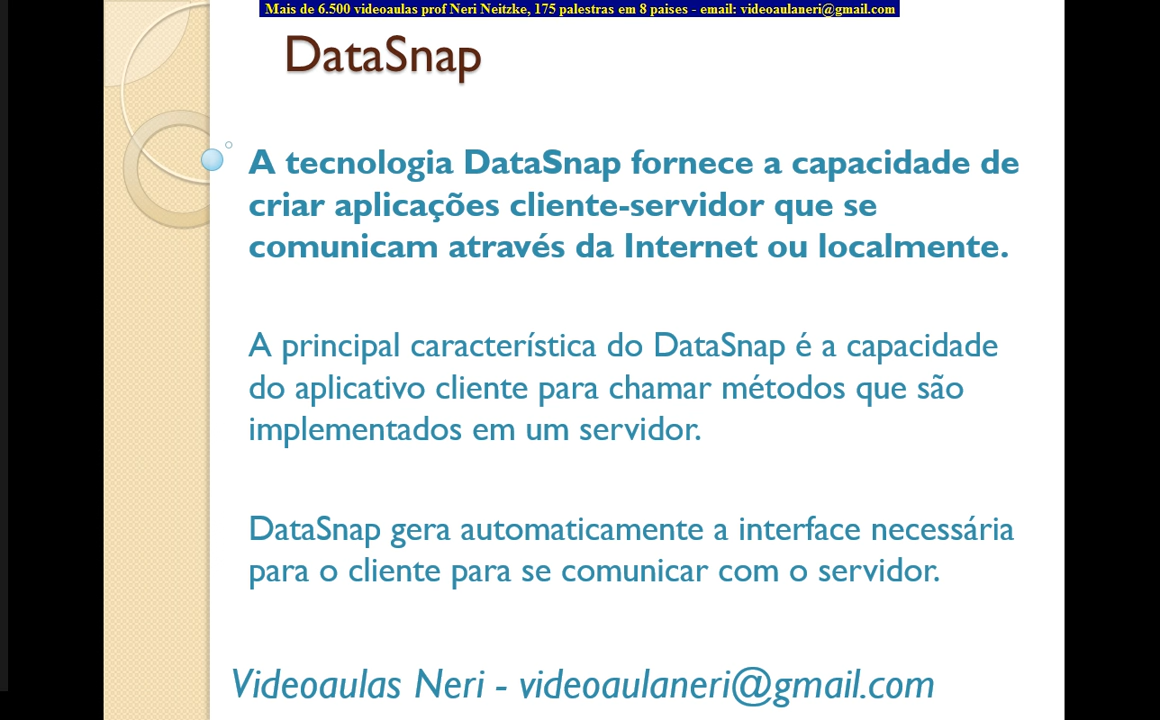 Mais de 6.500 videoaulas prof Neri Neitzke, 175 palestras em 8 paises - email: videoaulaneri@gmail.com
DataSnap
A tecnologia DataSnap fornece a capacidade de
criar aplicações cliente-servidor que se
comunicam através da Internet ou localmente.
A principal característica do DataSnap é a capacidade
do aplicativo cliente para chamar métodos que são
implementados em um servidor.
DataSnap gera automaticamente a interface necessária
para o cliente para se comunicar com o servidor.
Videoaulas Neri - videoaulaneri@gmail.com